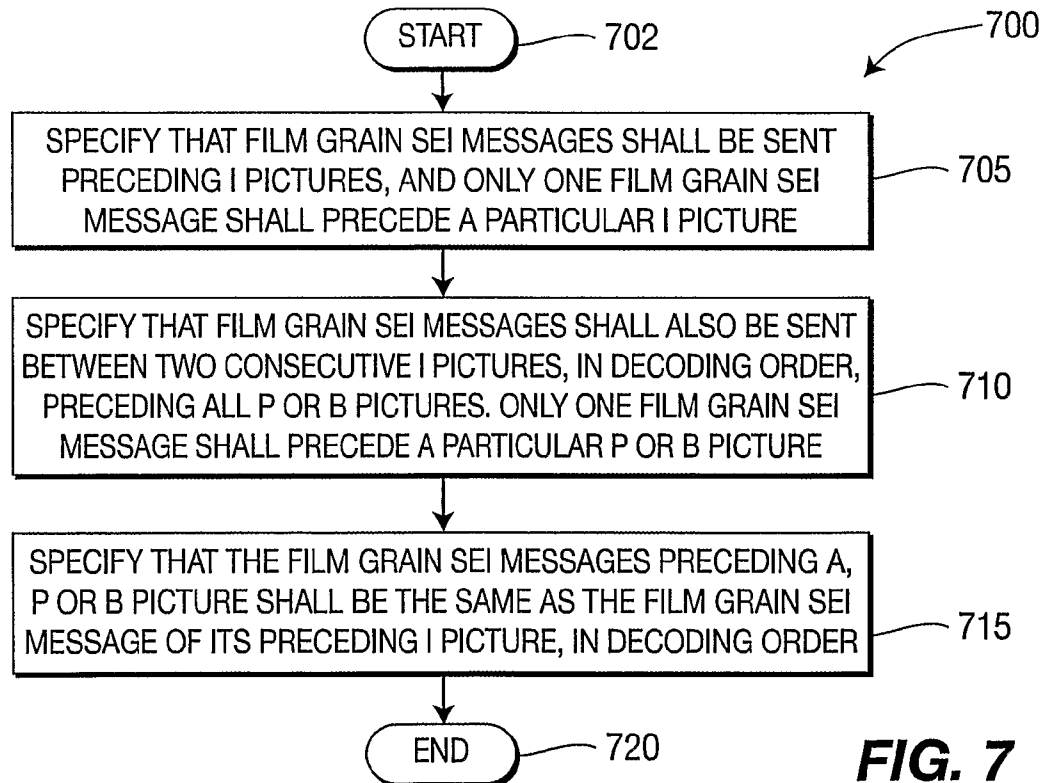 START
702
700
SPECIFY THAT FILM GRAIN SEI MESSAGES SHALL BE SENT
PRECEDING I PICTURES, AND ONLY ONE FILM GRAIN SEI
MESSAGE SHALL PRECEDE A PARTICULAR I PICTURE
705
SPECIFY THAT FILM GRAIN SEI MESSAGES SHALL ALSO BE SENT
BETWEEN TWO CONSECUTIVE I PICTURES, IN DECODING ORDER,
PRECEDING ALL P OR B PICTURES. ONLY ONE FILM GRAIN SEI
MESSAGE SHALL PRECEDE A PARTICULAR P OR B PICTURE
710
SPECIFY THAT THE FILM GRAIN SEI MESSAGES PRECEDING A,
P OR B PICTURE SHALL BE THE SAME AS THE FILM GRAIN SEI
MESSAGE OF ITS PRECEDING I PICTURE, IN DECODING ORDER
715
END
720
FIG. 7